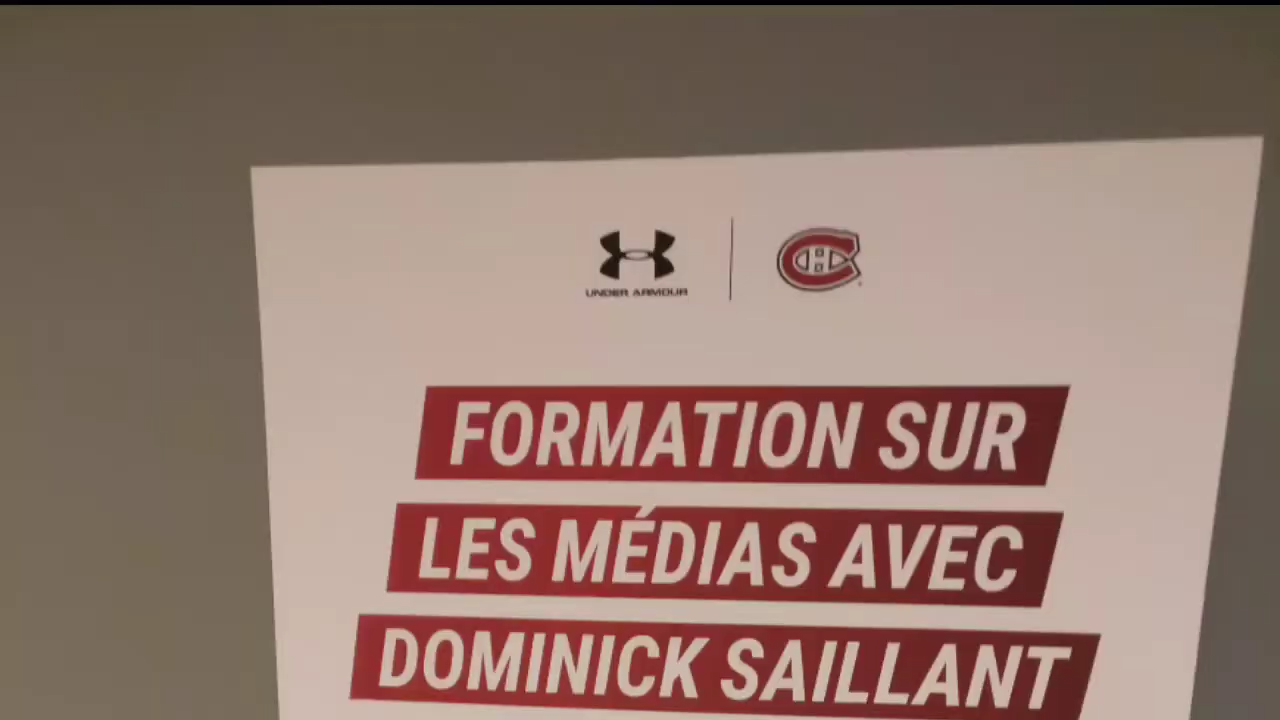 UNDER ARMOUR
FORMATION SUR
LES MÉDIAS AVEC
DOMINICK SAILLANT